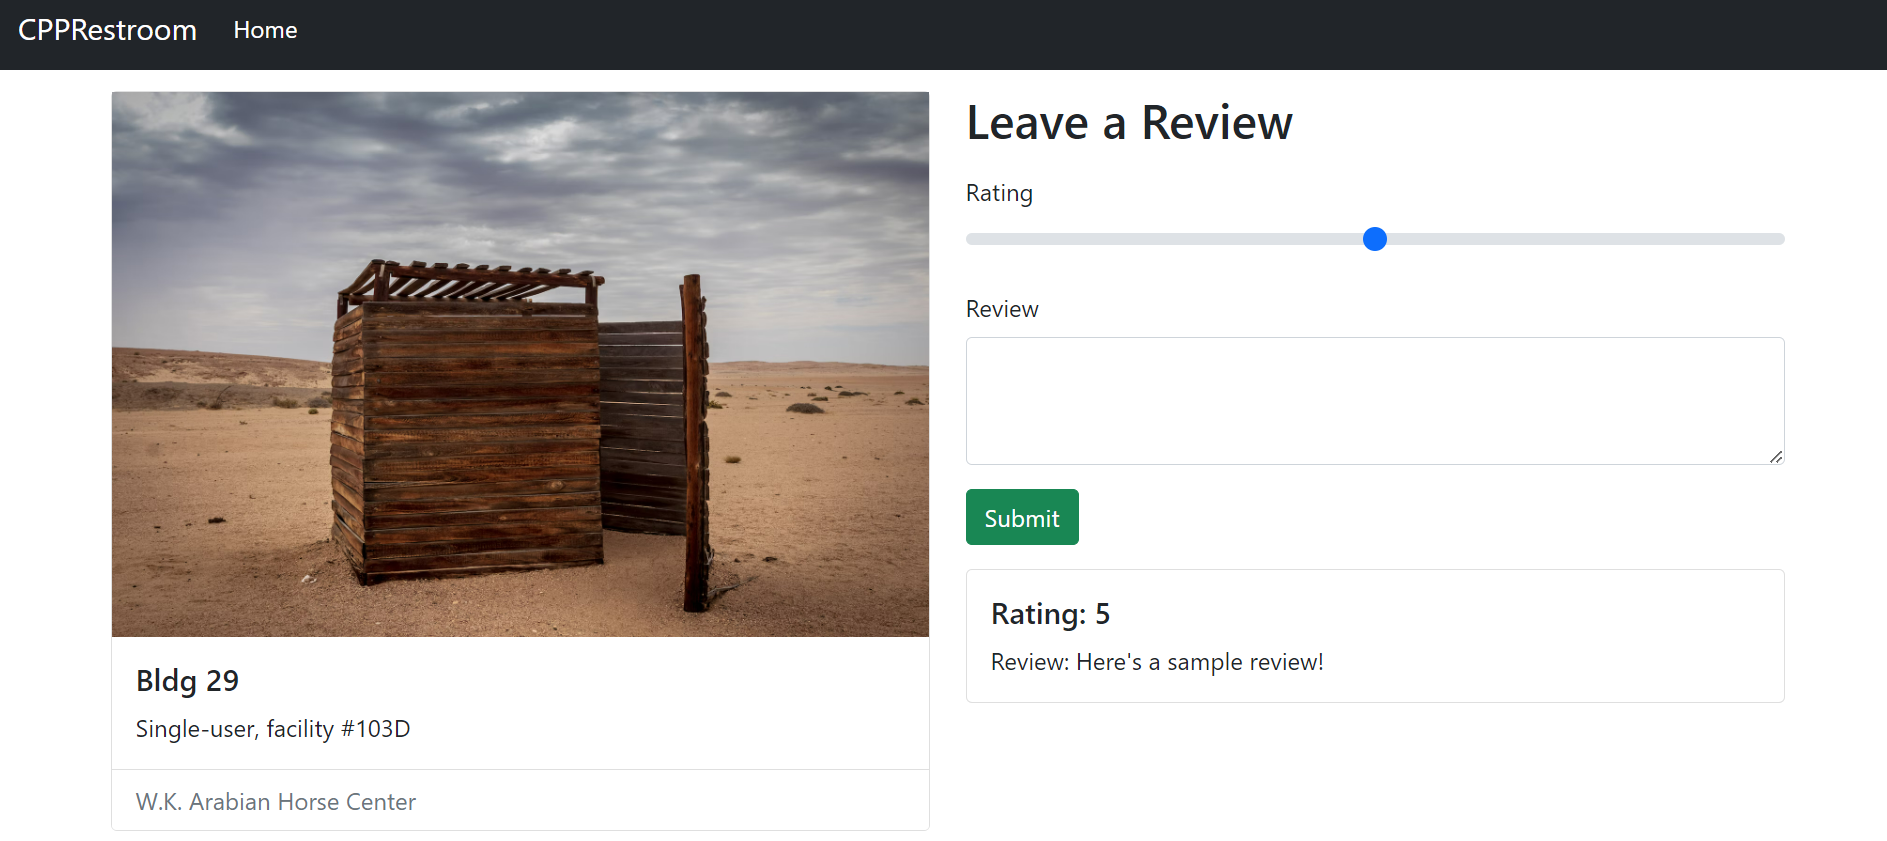 CPPRestroom Home
Bldg 29
Single-user, facility #103D
W.K. Arabian Horse Center
Leave a Review
Rating
Review
Submit
Rating: 5
Review: Here's a sample review!